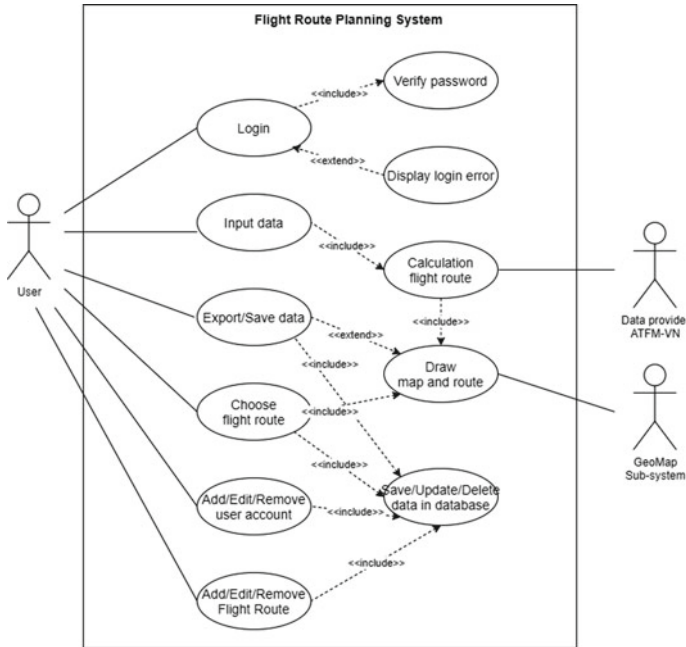 Flight Route Planning System
Verify password
<<include>>
Login
<<extend>>
Display login error
Input data
<<include>>
Calculation
flight route
User
Data provide
ATFM-VN
Export/Save data
<<include>>
<<extend>>
<<include>>
Draw
map and route
Choose
flight route
<<include>>
<<include>>
GeoMap
Sub-system
Add/Edit/Remove
user account
<<include>>
Save/Update/Delete
data in database
<<include>>
Add/Edit/Remove
Flight Route